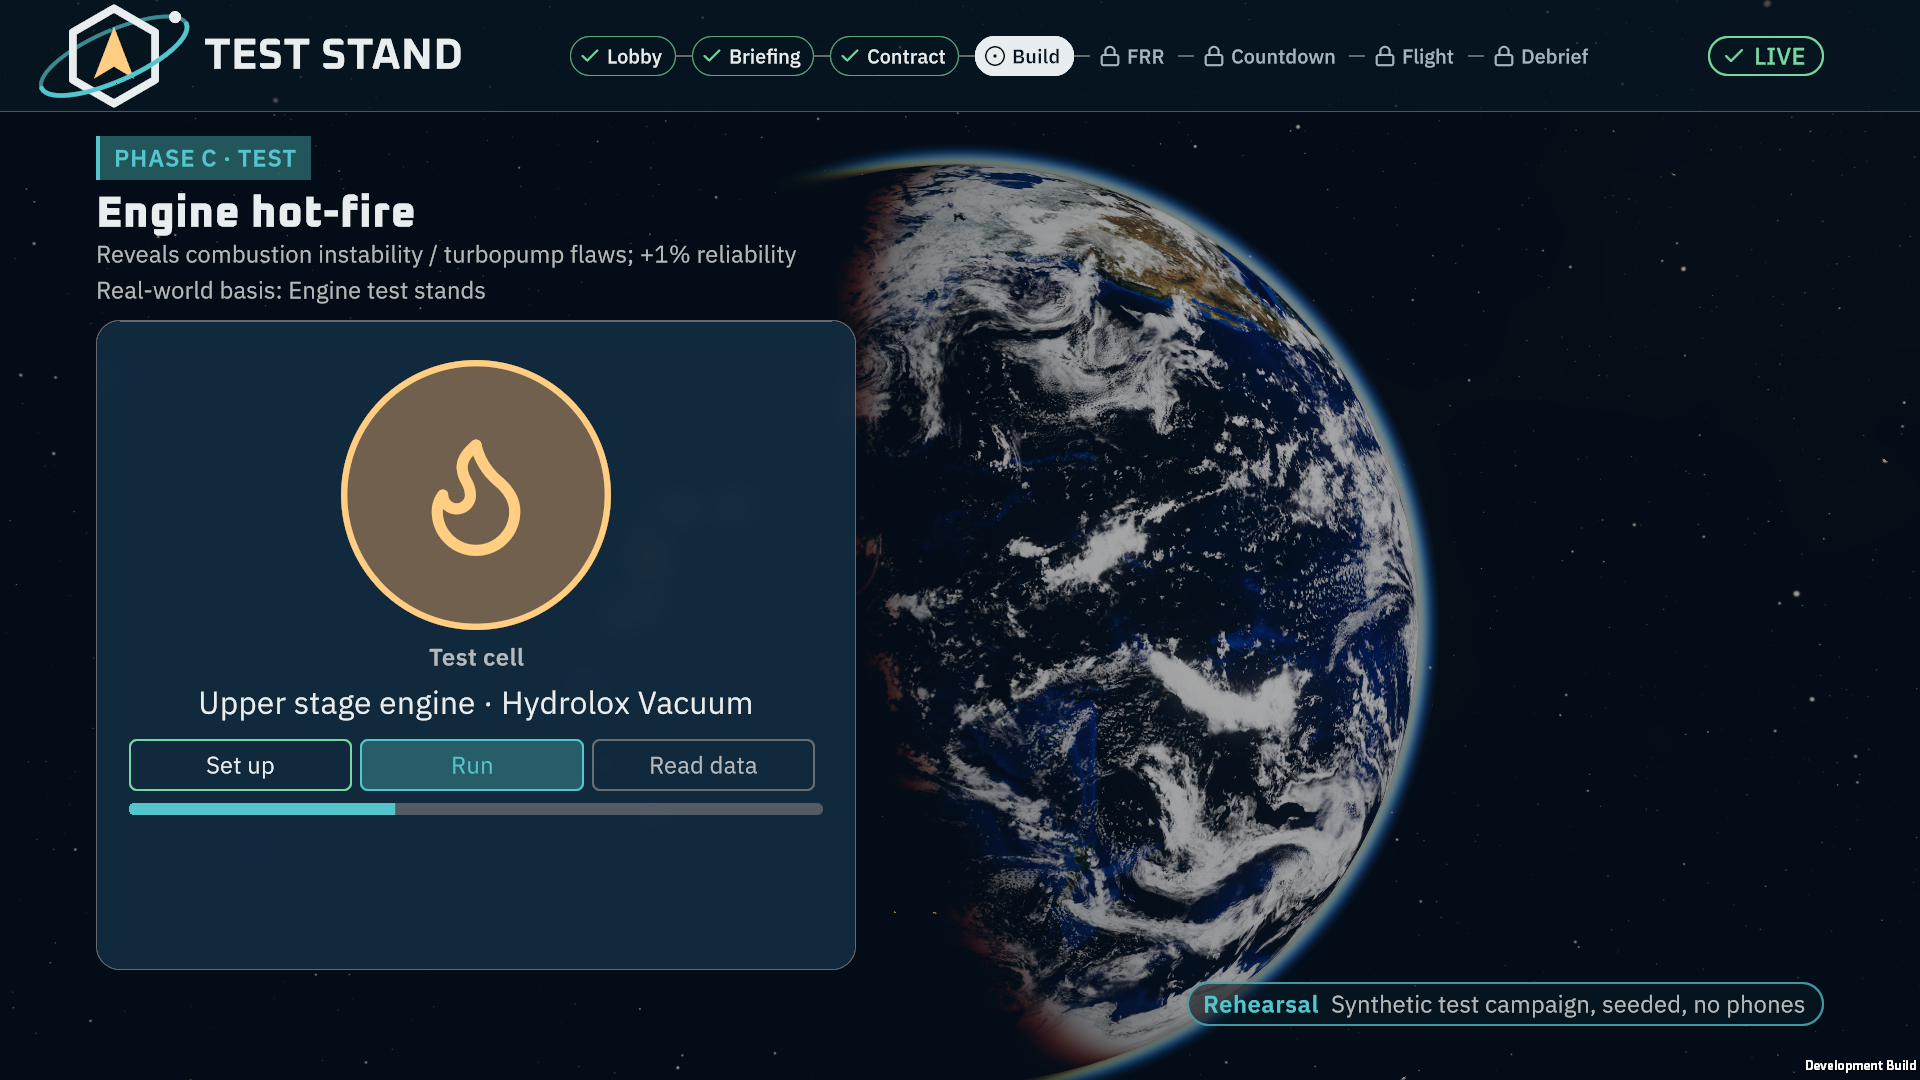 TEST STAND
Lobby
Briefing
Contract
Build
FRR
Countdown
Flight
Debrief
LIVE
PHASE C · TEST
Engine hot-fire
Reveals combustion instability / turbopump flaws; +1% reliability
Real-world basis: Engine test stands
Test cell
Upper stage engine · Hydrolox Vacuum
Set up
Run
Read data
Rehearsal Synthetic test campaign, seeded, no phones
Development Build